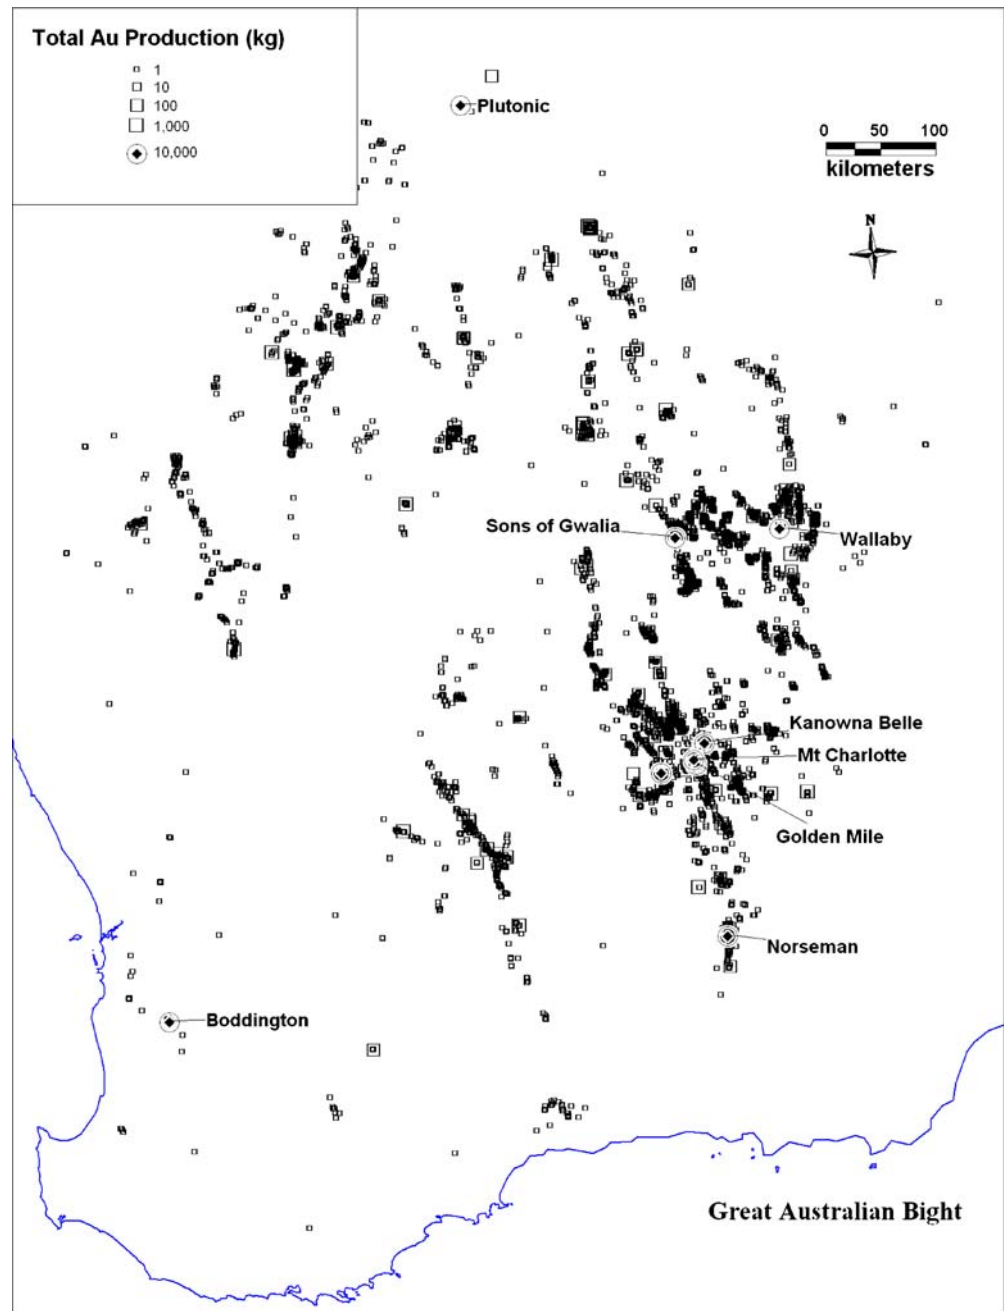 Total Au Production (kg)
1
10
100
1,000
10,000
Plutonic
0 50 100
kilometers
N
Sons of Gwalia
Wallaby
Kanowna Belle
Mt Charlotte
Golden Mile
Norseman
Boddington
Great Australian Bight